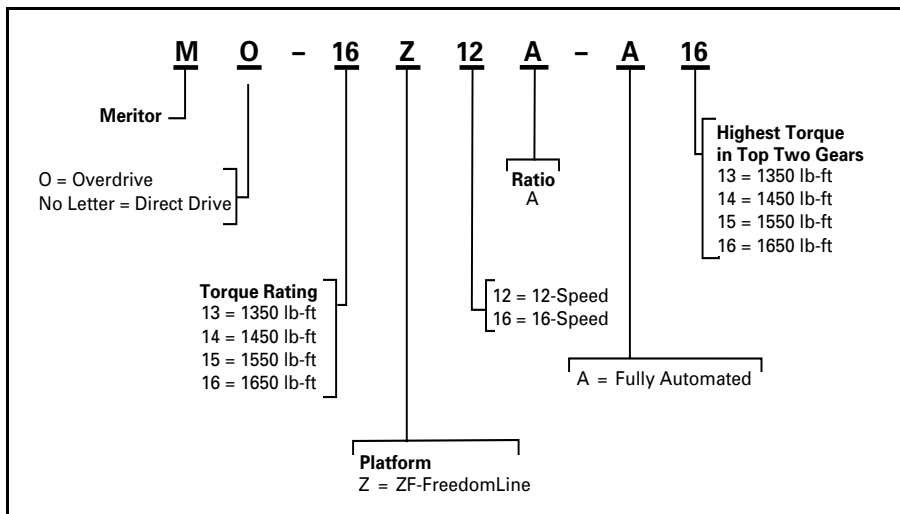 M O – 16 Z 12 A – A 16
Meritor
O = Overdrive
No Letter = Direct Drive
Torque Rating
13 = 1350 lb-ft
14 = 1450 lb-ft
15 = 1550 lb-ft
16 = 1650 lb-ft
Platform
Z = ZF-FreedomLine
12 = 12-Speed
16 = 16-Speed
Ratio
A
A = Fully Automated
Highest Torque
in Top Two Gears
13 = 1350 lb-ft
14 = 1450 lb-ft
15 = 1550 lb-ft
16 = 1650 lb-ft